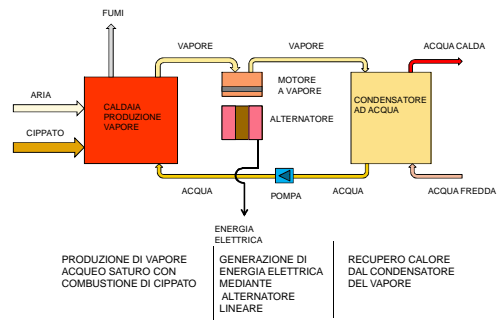 FUMI
VAPORE
VAPORE
ACQUA CALDA
ARIA
CIPPATO
CALDAIA
PRODUZIONE
VAPORE
MOTORE
A VAPORE
ALTERNATORE
CONDENSATORE
AD ACQUA
ACQUA
POMPA
ACQUA
ACQUA FREDDA
ENERGIA
ELETTRICA
PRODUZIONE DI VAPORE
ACQUEO SATURO CON
COMBUSTIONE DI CIPPATO
GENERAZIONE DI
ENERGIA ELETTRICA
MEDIANTE
ALTERNATORE
LINEARE
RECUPERO CALORE
DAL CONDENSATORE
DEL VAPORE